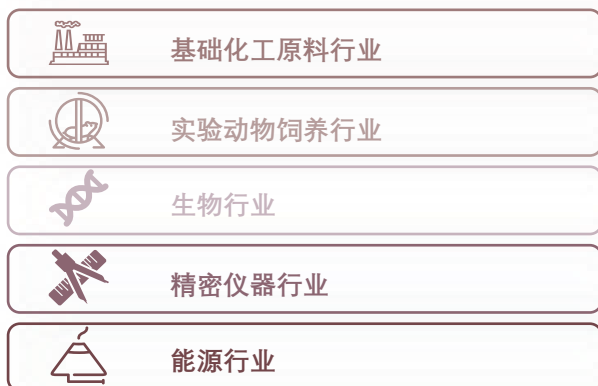 基础化工原料行业
实验动物饲养行业
生物行业
精密仪器行业
能源行业